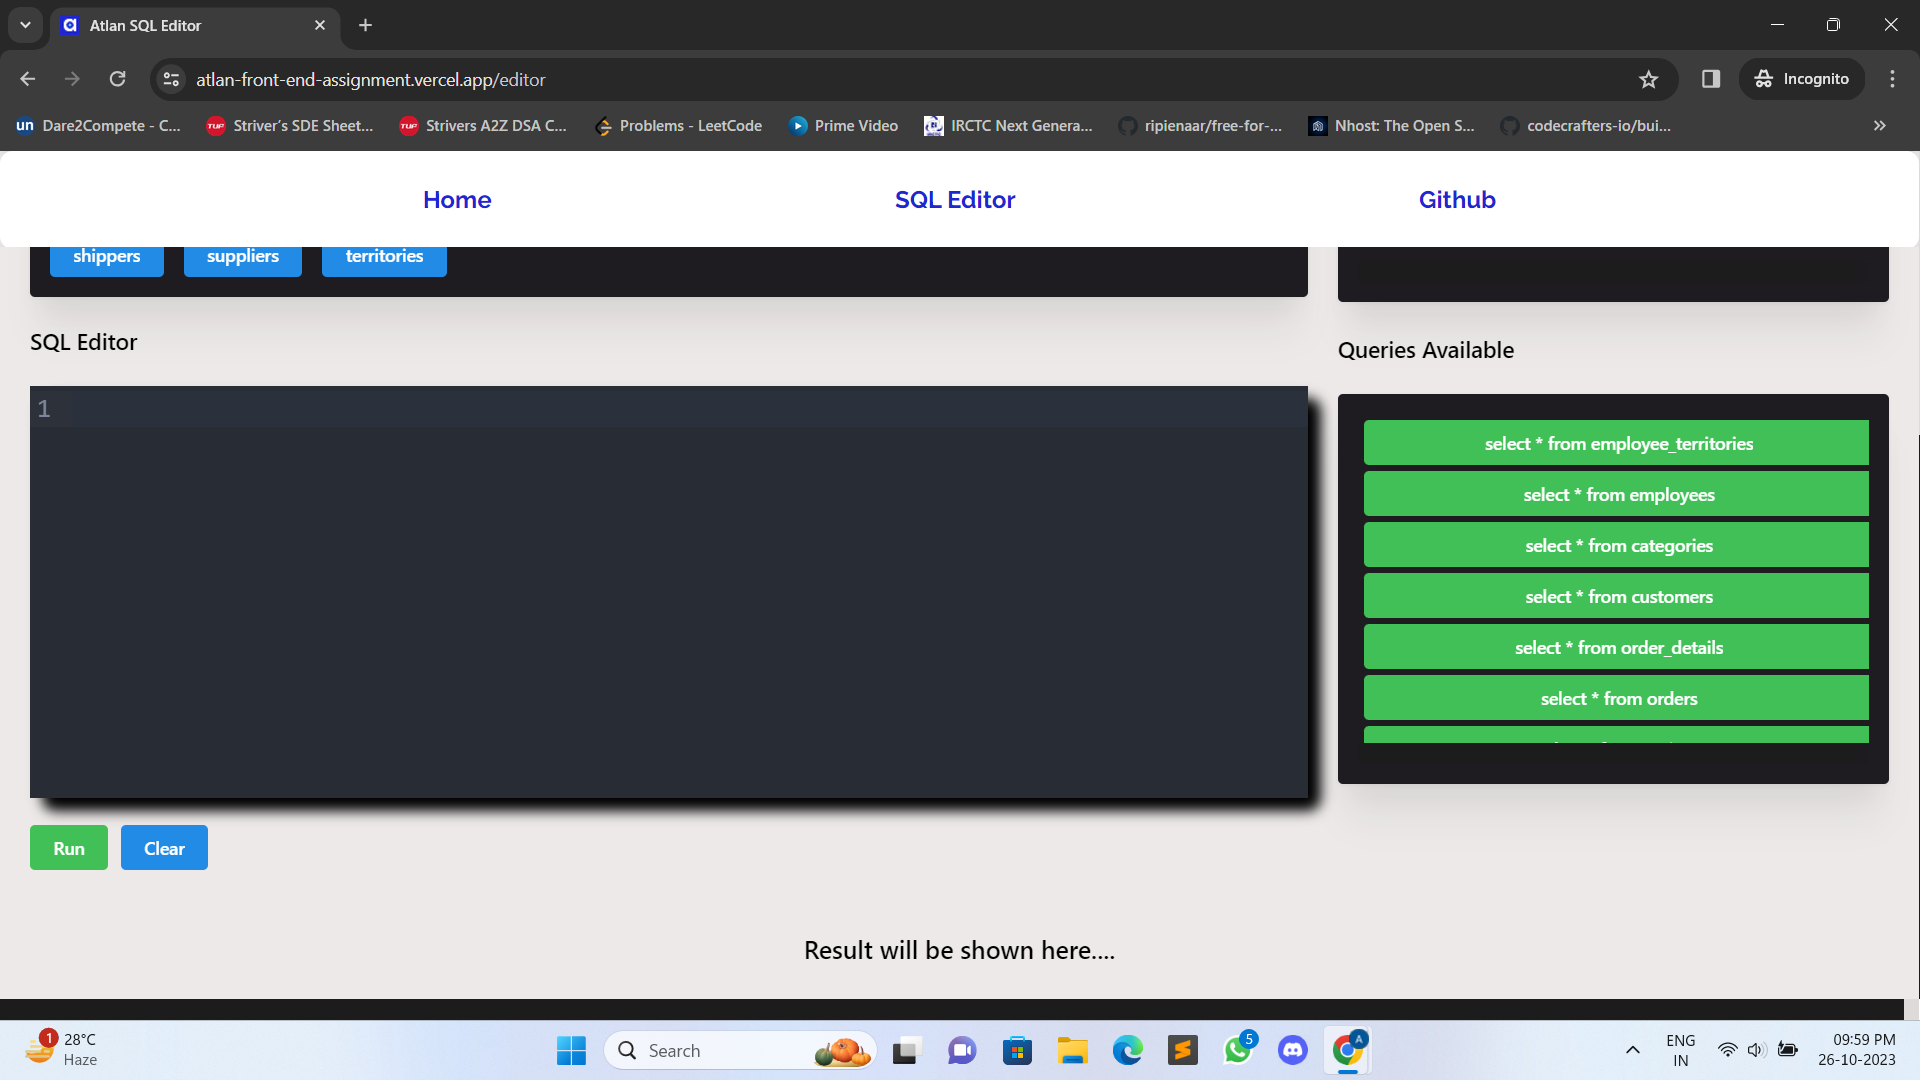 Atlan SQL Editor
atlan-front-end-assignment.vercel.app/editor
Incognito
un Dare2Compete - C...
TUF Striver's SDE Sheet...
TUF Strivers A2Z DSA C...
Problems - LeetCode
Prime Video
IRCTC Next Genera...
ripienaar/free-for-...
Nhost: The Open S...
codecrafters-io/bui...
Home
SQL Editor
Github
shippers
suppliers
territories
SQL Editor
1
Run
Clear
Queries Available
select * from employee_territories
select * from employees
select * from categories
select * from customers
select * from order_details
select * from orders
Result will be shown here....
1
28°C
Haze
Search
5
A
ENG
IN
09:59 PM
26-10-2023